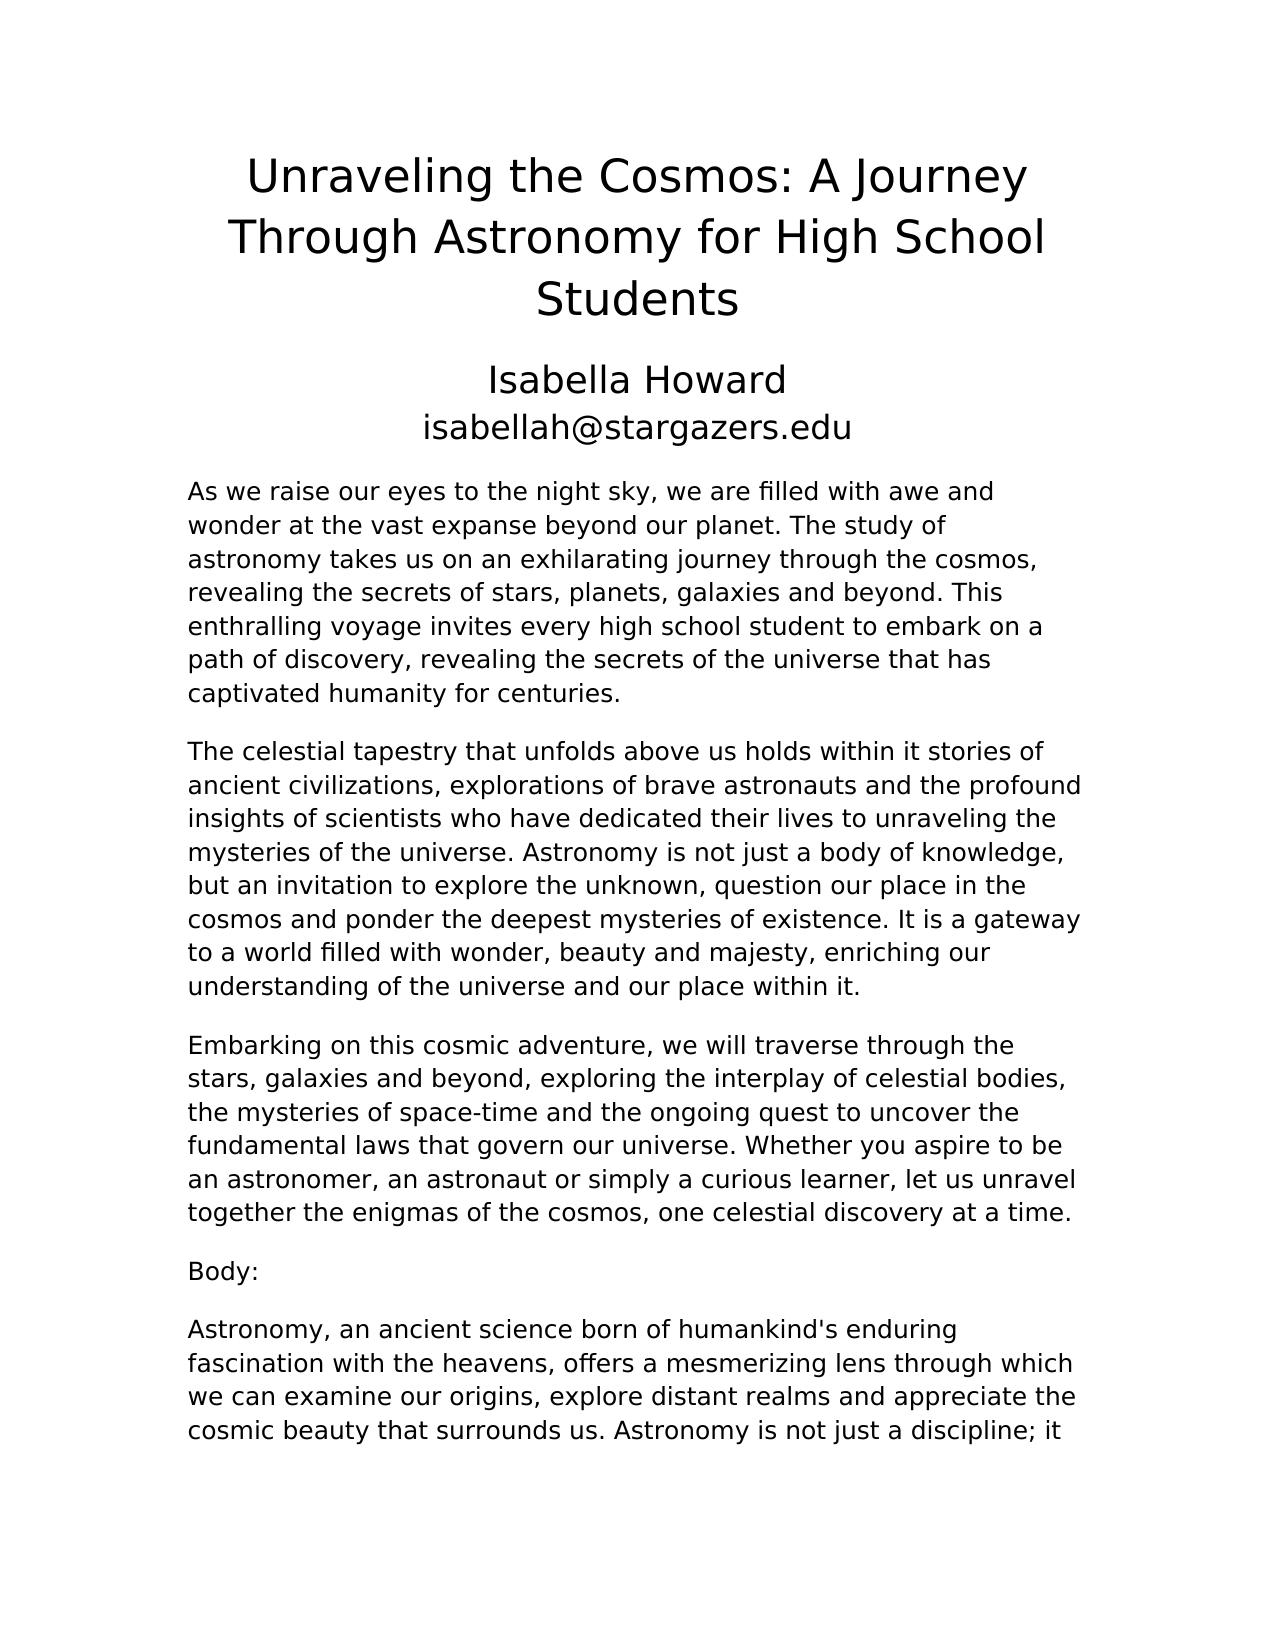 Unraveling the Cosmos: A Journey
Through Astronomy for High School
Students
Isabella Howard
isabellah@stargazers.edu
As we raise our eyes to the night sky, we are filled with awe and
wonder at the vast expanse beyond our planet. The study of
astronomy takes us on an exhilarating journey through the cosmos,
revealing the secrets of stars, planets, galaxies and beyond. This
enthralling voyage invites every high school student to embark on a
path of discovery, revealing the secrets of the universe that has
captivated humanity for centuries.
The celestial tapestry that unfolds above us holds within it stories of
ancient civilizations, explorations of brave astronauts and the profound
insights of scientists who have dedicated their lives to unraveling the
mysteries of the universe. Astronomy is not just a body of knowledge,
but an invitation to explore the unknown, question our place in the
cosmos and ponder the deepest mysteries of existence. It is a gateway
to a world filled with wonder, beauty and majesty, enriching our
understanding of the universe and our place within it.
Embarking on this cosmic adventure, we will traverse through the
stars, galaxies and beyond, exploring the interplay of celestial bodies,
the mysteries of space-time and the ongoing quest to uncover the
fundamental laws that govern our universe. Whether you aspire to be
an astronomer, an astronaut or simply a curious learner, let us unravel
together the enigmas of the cosmos, one celestial discovery at a time.
Body:
Astronomy, an ancient science born of humankind's enduring
fascination with the heavens, offers a mesmerizing lens through which
we can examine our origins, explore distant realms and appreciate the
cosmic beauty that surrounds us. Astronomy is not just a discipline; it